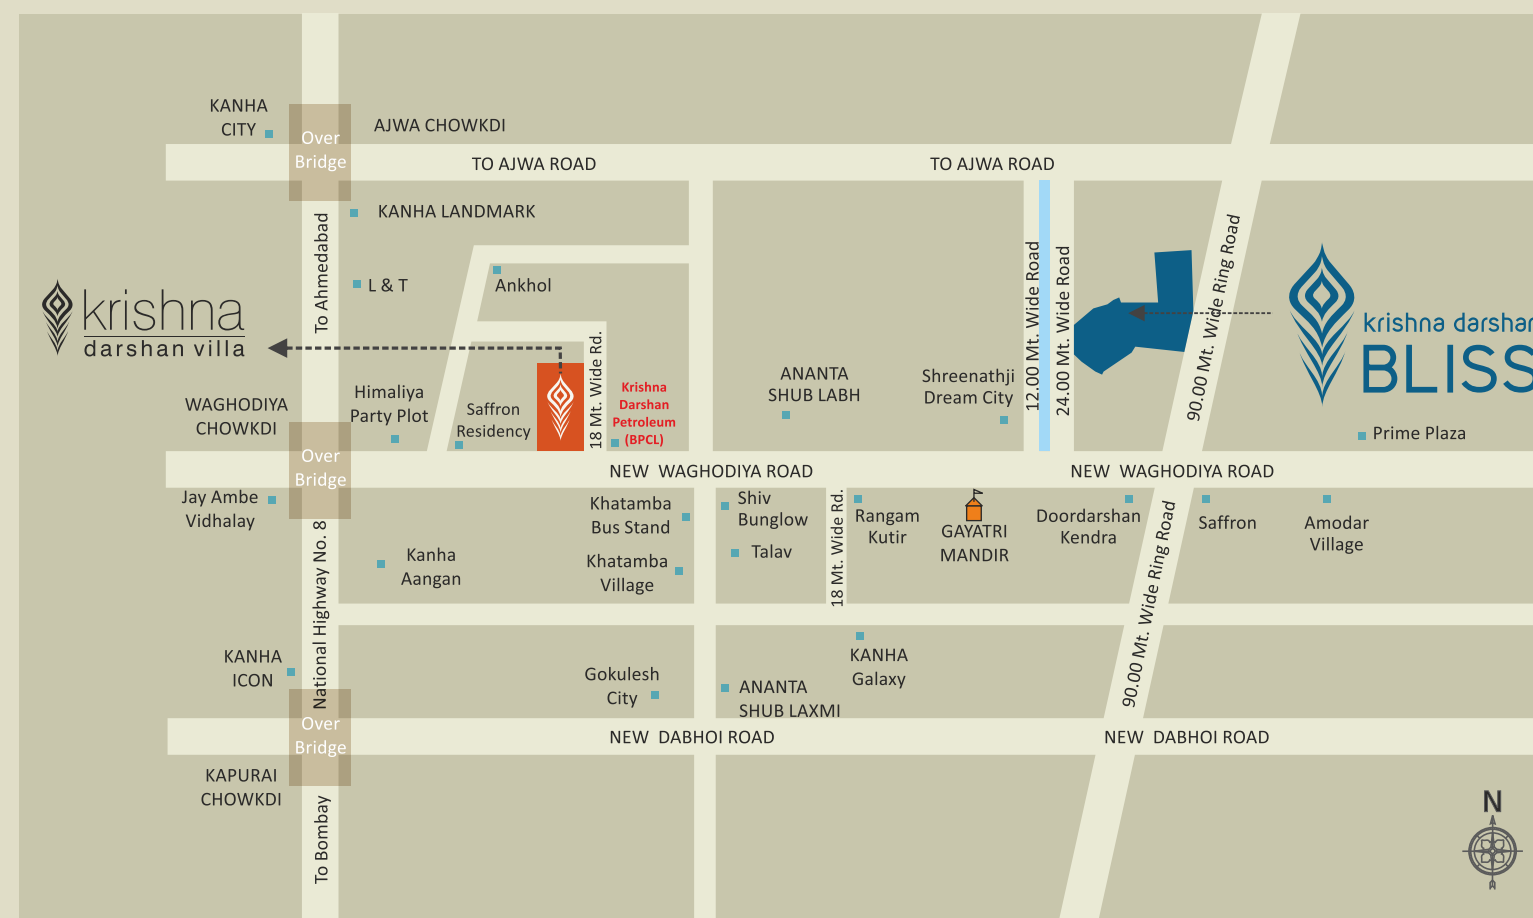 KANHA
CITY
Over
Bridge
AJWA CHOWKDI
TO AJWA ROAD
TO AJWA ROAD
KANHA LANDMARK
To Ahmedabad
L & T
Ankhol
krishna
darshan villa
18 Mt. Wide Rd.
12.00 Mt. Wide Road
24.00 Mt. Wide Road
90.00 Mt. Wide Ring Road
krishna darshan
BLISS
Himaliya
Party Plot
WAGHODIYA
CHOWKDI
Saffron
Residency
Krishna
Darshan
Petroleum
(BPCL)
ANANTA
SHUB LABH
Shreenathji
Dream City
Prime Plaza
Over
Bridge
NEW WAGHODIYA ROAD
NEW WAGHODIYA ROAD
Jay Ambe
Vidhalay
National Highway No. 8
Kanha
Aangan
Khatamba
Bus Stand
Khatamba
Village
Shiv
Bunglow
Talav
18 Mt. Wide Rd.
Rangam
Kutir
GAYATRI
MANDIR
Doordarshan
Kendra
90.00 Mt. Wide Ring Road
Saffron
Amodar
Village
KANHA
ICON
Gokulesh
City
ANANTA
SHUB LAXMI
KANHA
Galaxy
Over
Bridge
NEW DABHOI ROAD
NEW DABHOI ROAD
KAPURAI
CHOWKDI
To Bombay
N